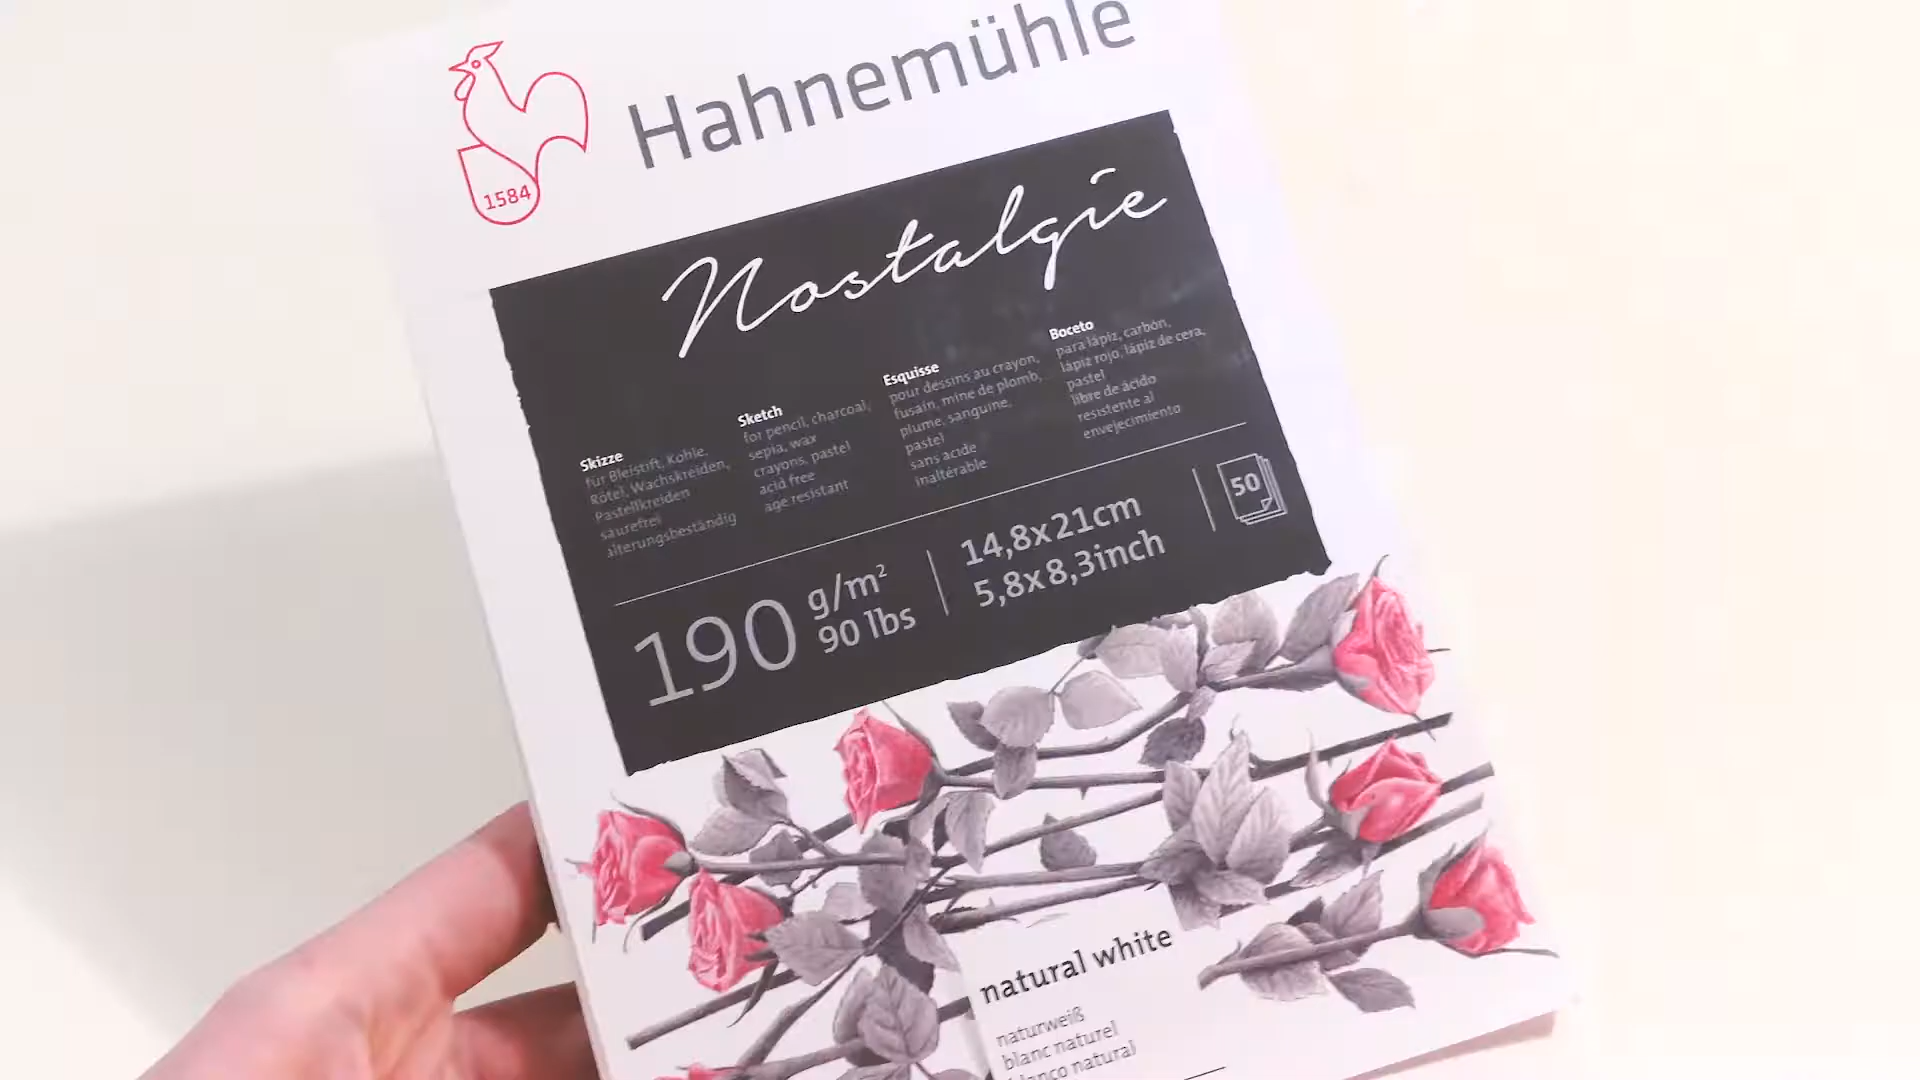 1584
Hahnemühle
Nostalgie
Skizze
für Bleistift, Kohle,
Rötel, Wachskreiden,
Pastellkreiden
säurefrei
alterungsbeständig
Sketch
for pencil, charcoal,
sepia, wax
crayons, pastel
acid free
age resistant
Esquisse
pour dessins au crayon,
fusain, mine de plomb,
plume, sanguine,
pastel
sans acide
inaltérable
Boceto
para lápiz, carbón,
lápiz rojo, lápiz de cera,
pastel
libre de ácido
resistente al
envejecimiento
190 g/m²
90 lbs
14,8x21cm
5,8x8,3inch
50
natural white
naturweiß
blanc naturel
blanco natural